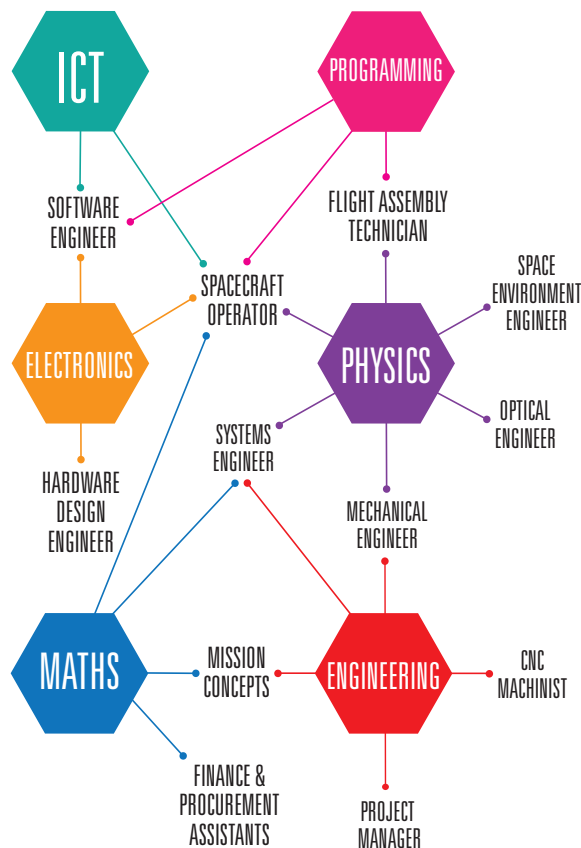 ICT
PROGRAMMING
SOFTWARE
ENGINEER
FLIGHT ASSEMBLY
TECHNICIAN
SPACECRAFT
OPERATOR
SPACE
ENVIRONMENT
ENGINEER
ELECTRONICS
PHYSICS
OPTICAL
ENGINEER
SYSTEMS
ENGINEER
HARDWARE
DESIGN
ENGINEER
MECHANICAL
ENGINEER
MATHS
MISSION
CONCEPTS
ENGINEERING
CNC
MACHINIST
FINANCE &
PROCUREMENT
ASSISTANTS
PROJECT
MANAGER